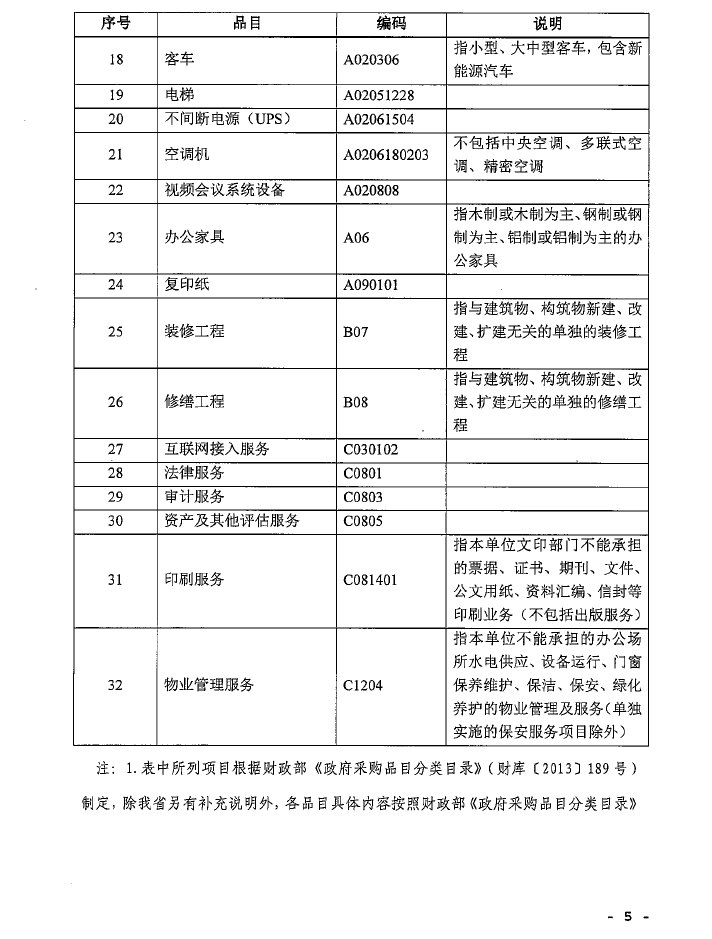 序号 品目 编码 说明
18 客车 A020306 指小型、大中型客车，包含新
能源汽车
19 电梯 A02051228
20 不间断电源（UPS） A02061504
21 空调机 A0206180203 不包括中央空调、多联式空
调、精密空调
22 视频会议系统设备 A020808
23 办公家具 A06 指木制或木制为主、钢制或钢
制为主、铝制或铝制为主的办
公家具
24 复印纸 A090101
25 装修工程 B07 指与建筑物、构筑物新建、改
建、扩建无关的单独的装修工
程
26 修缮工程 B08 指与建筑物、构筑物新建、改
建、扩建无关的单独的修缮工
程
27 互联网接入服务 C030102
28 法律服务 C0801
29 审计服务 C0803
30 资产及其他评估服务 C0805
31 印刷服务 C081401 指本单位文印部门不能承担
的票据、证书、期刊、文件、
公文用纸、资料汇编、信封等
印刷业务（不包括出版服务）
32 物业管理服务 C1204 指本单位不能承担的办公场
所水电供应、设备运行、门窗
保养维护、保洁、保安、绿化
养护的物业管理及服务（单独
实施的保安服务项目除外）
注：1.表中所列项目根据财政部《政府采购品目分类目录》（财库〔2013〕189号）
制定，除我省另有补充说明外，各品目具体内容按照财政部《政府采购品目分类目录》
- 5 -